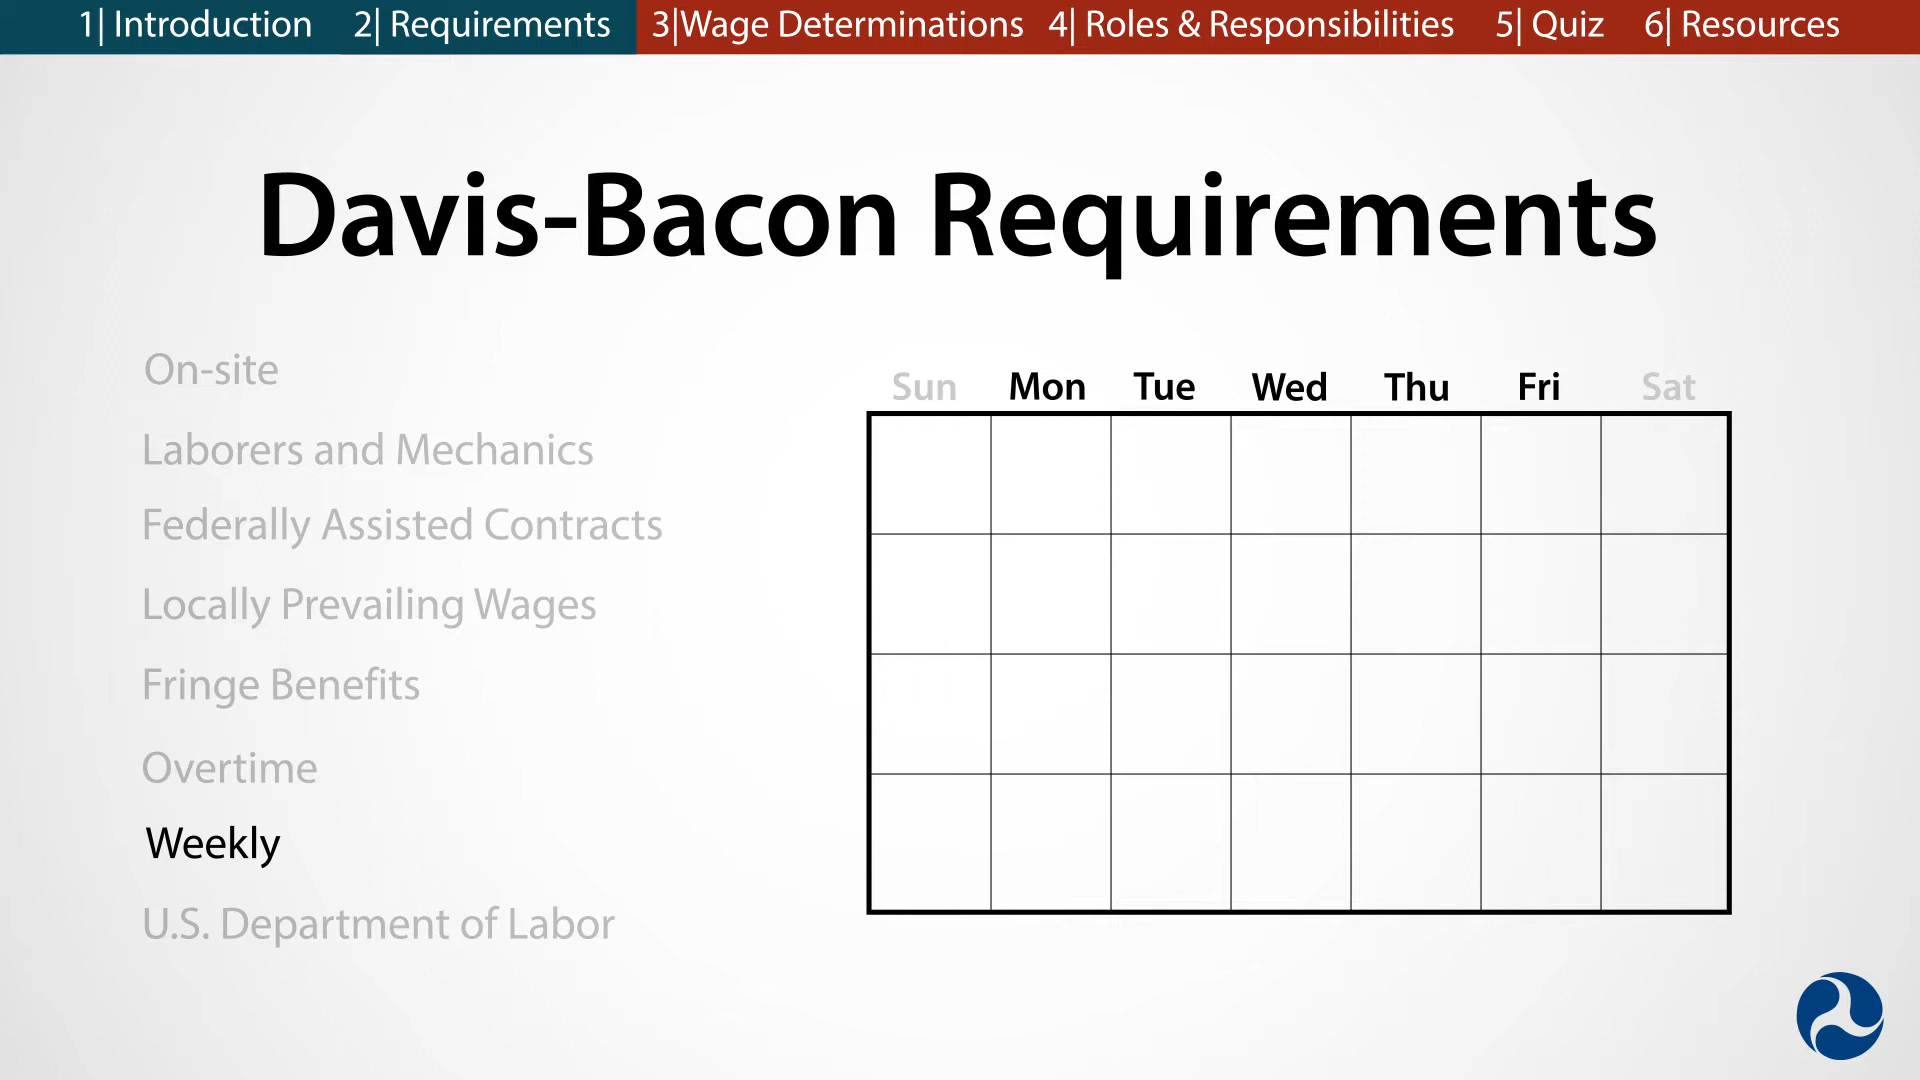 1| Introduction 2| Requirements 3|Wage Determinations 4| Roles & Responsibilities 5| Quiz 6| Resources
Davis-Bacon Requirements
On-site
Laborers and Mechanics
Federally Assisted Contracts
Locally Prevailing Wages
Fringe Benefits
Overtime
Weekly
U.S. Department of Labor
Sun Mon Tue Wed Thu Fri Sat